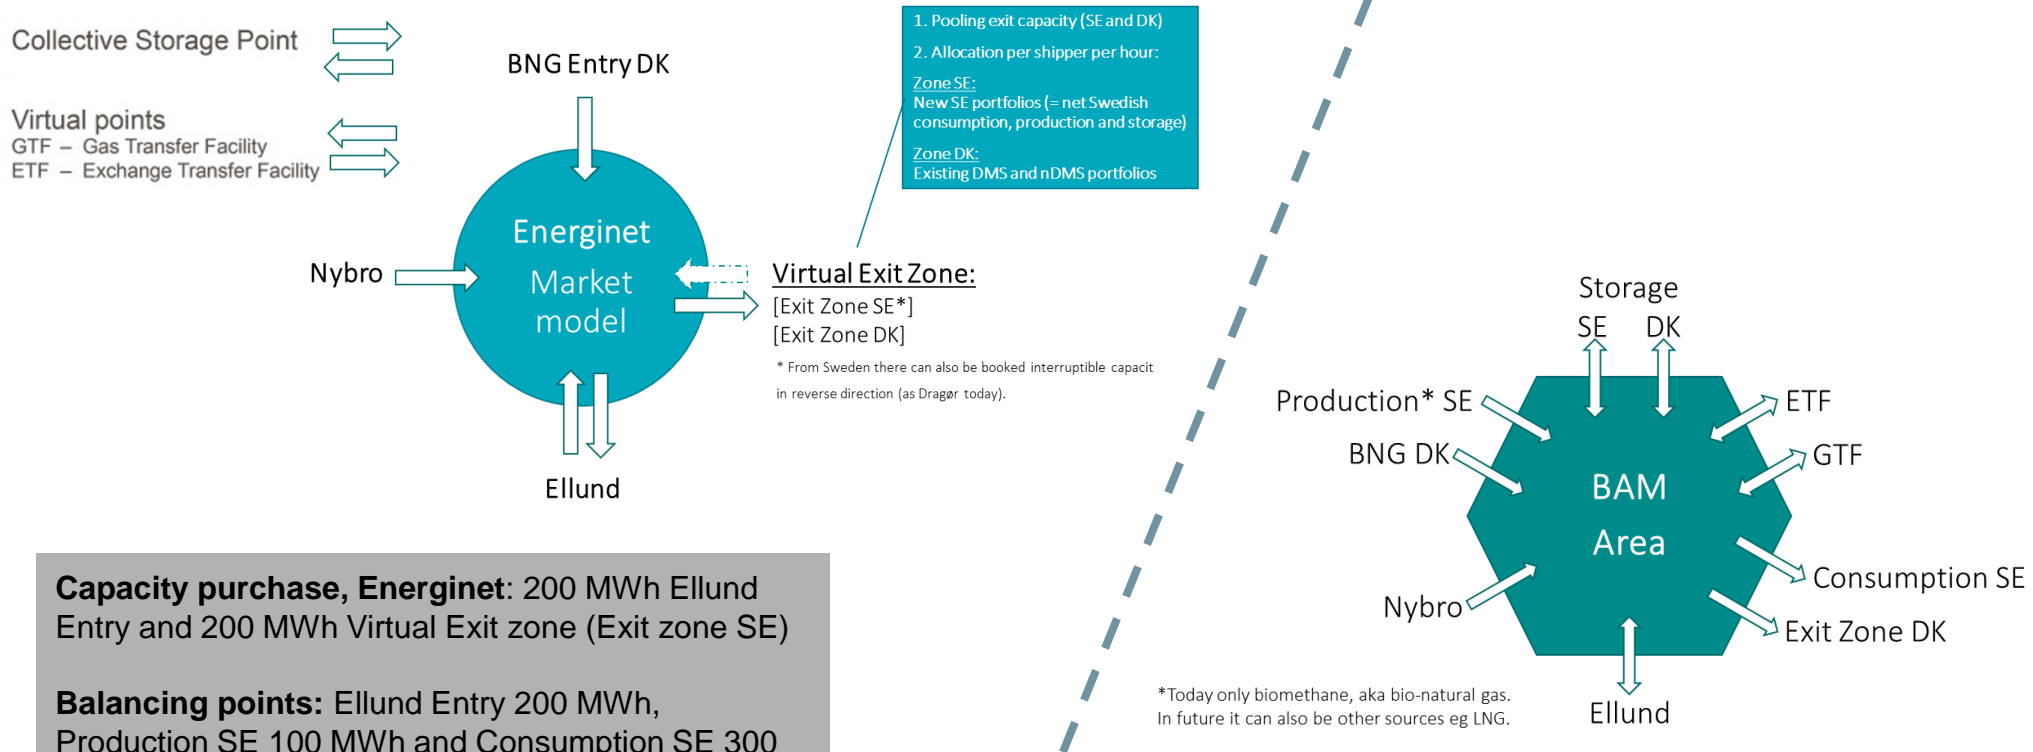 Collective Storage Point
Virtual points
GTF – Gas Transfer Facility
ETF – Exchange Transfer Facility
BNG Entry DK
Nybro
Energinet
Market
model
Ellund
1. Pooling exit capacity (SE and DK)
2. Allocation per shipper per hour:
Zone SE:
New SE portfolios (= net Swedish
consumption, production and storage)
Zone DK:
Existing DMS and nDMS portfolios
Virtual Exit Zone:
[Exit Zone SE*]
[Exit Zone DK]
* From Sweden there can also be booked interruptible capacit
in reverse direction (as Dragør today).
Capacity purchase, Energinet: 200 MWh Ellund
Entry and 200 MWh Virtual Exit zone (Exit zone SE)
Balancing points: Ellund Entry 200 MWh,
Production SE 100 MWh and Consumption SE 300
Storage
SE DK
Production* SE
BNG DK
Nybro
BAM
Area
ETF
GTF
Consumption SE
Exit Zone DK
Ellund
*Today only biomethane, aka bio-natural gas.
In future it can also be other sources eg LNG.